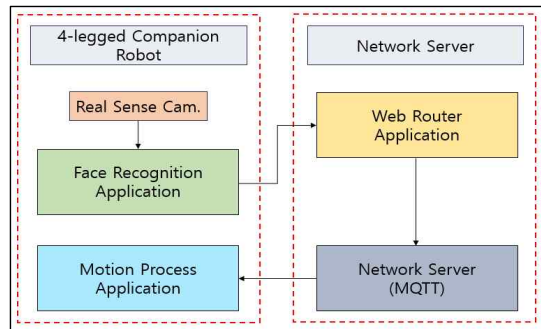 4-legged Companion
Robot
Real Sense Cam.
Face Recognition
Application
Motion Process
Application
Network Server
Web Router
Application
Network Server
(MQTT)